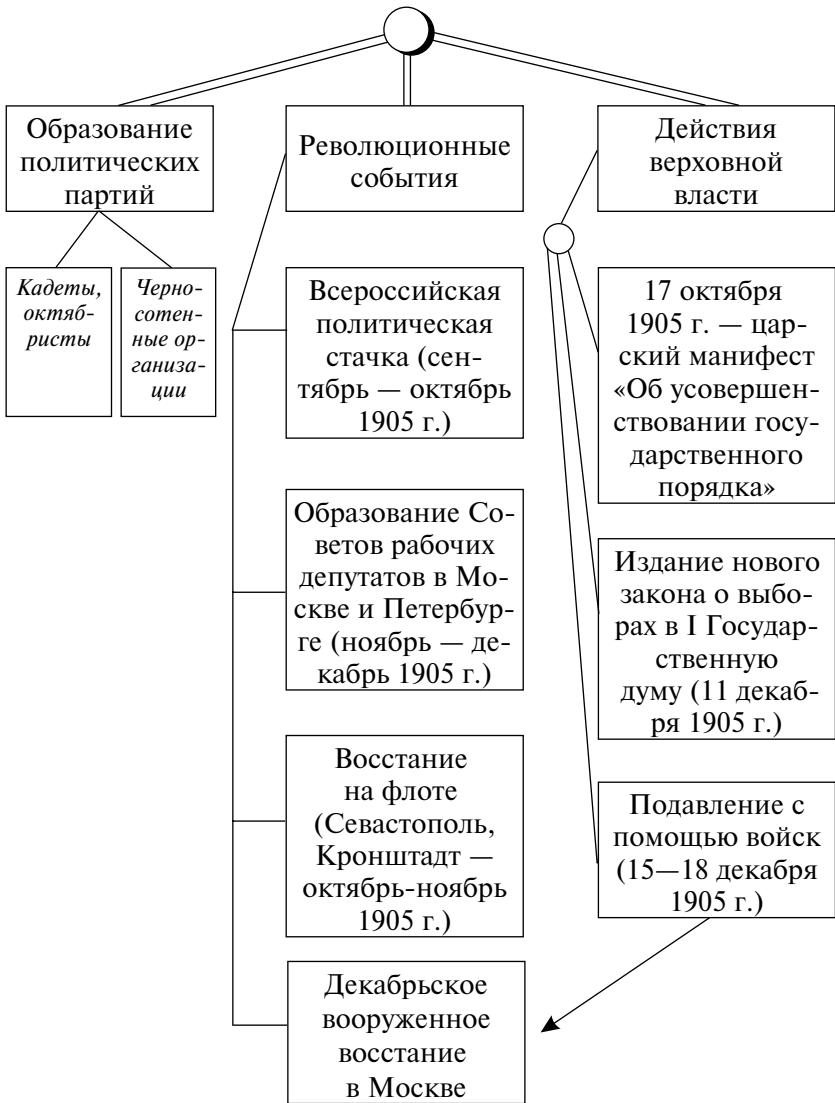 Образование
политических
партий
Революционные
события
Действия
верховной
власти
Кадеты,
октяб-
ристы
Черно-
сотен-
ные ор-
ганиза-
ции
Всероссийская
политическая
стачка (сен-
тябрь — октябрь
1905 г.)
17 октября
1905 г. — цар-
ский манифест
«Об усовершен-
ствовании госу-
дарственного
порядка»
Образование Со-
ветов рабочих
депутатов в Мо-
скве и Петербур-
ге (ноябрь — де-
кабрь 1905 г.)
Издание нового
закона о выбо-
рах в I Государ-
ственную
думу (11 декаб-
ря 1905 г.)
Восстание
на флоте
(Севастополь,
Кронштадт —
октябрь-ноябрь
1905 г.)
Подавление с
помощью войск
(15—18 декабря
1905 г.)
Декабрьское
вооруженное
восстание
в Москве